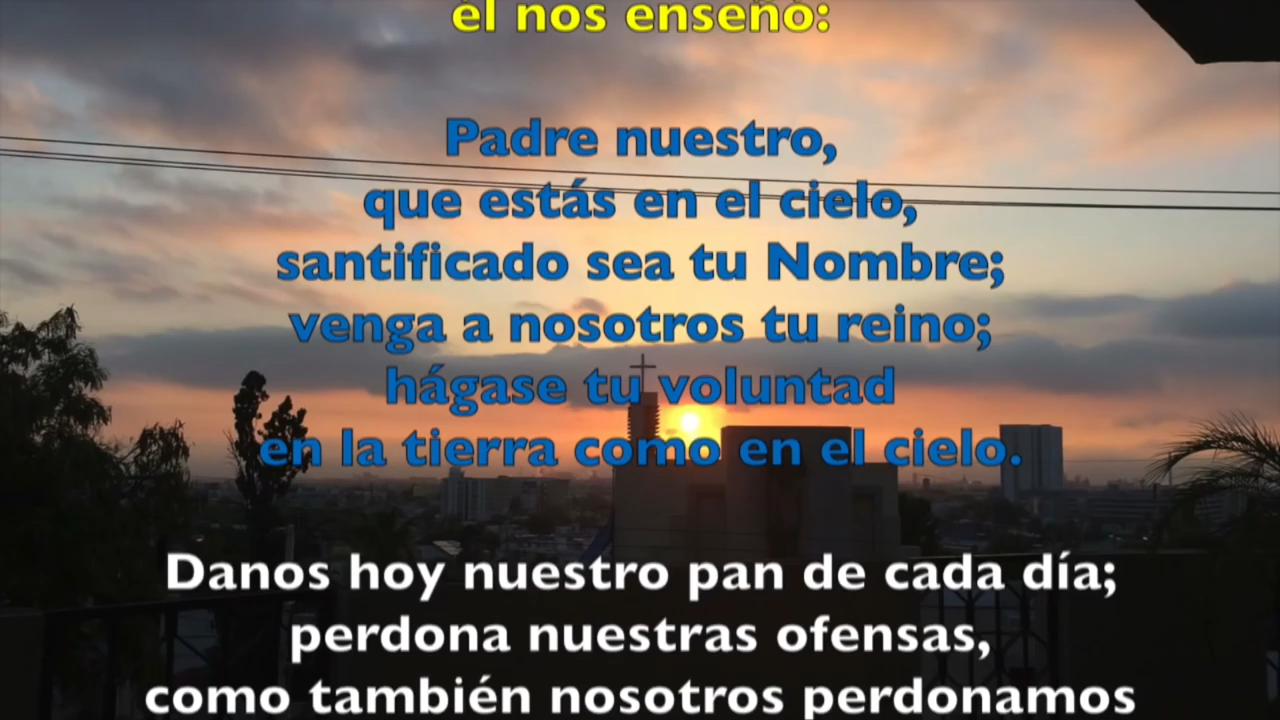 él nos enseñó:
Padre nuestro,
que estás en el cielo,
santificado sea tu Nombre;
venga a nosotros tu reino;
hágase tu voluntad
en la tierra como en el cielo.
Danos hoy nuestro pan de cada día;
perdona nuestras ofensas,
como también nosotros perdonamos